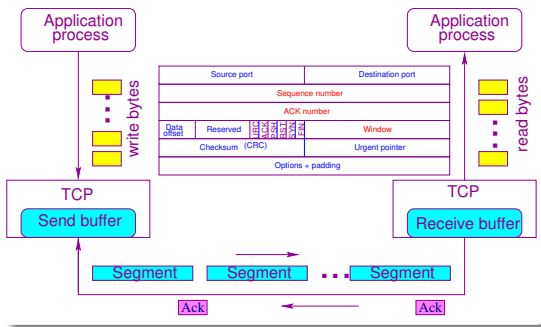 Application
process
Application
process
write bytes
Source port
Destination port
Sequence number
ACK number
Data
offset
Reserved
URC
ACK
PSH
RST
SYN
FIN
Window
Checksum (CRC)
Urgent pointer
Options + padding
read bytes
TCP
Send buffer
TCP
Receive buffer
Segment
Segment
Segment
Ack
Ack